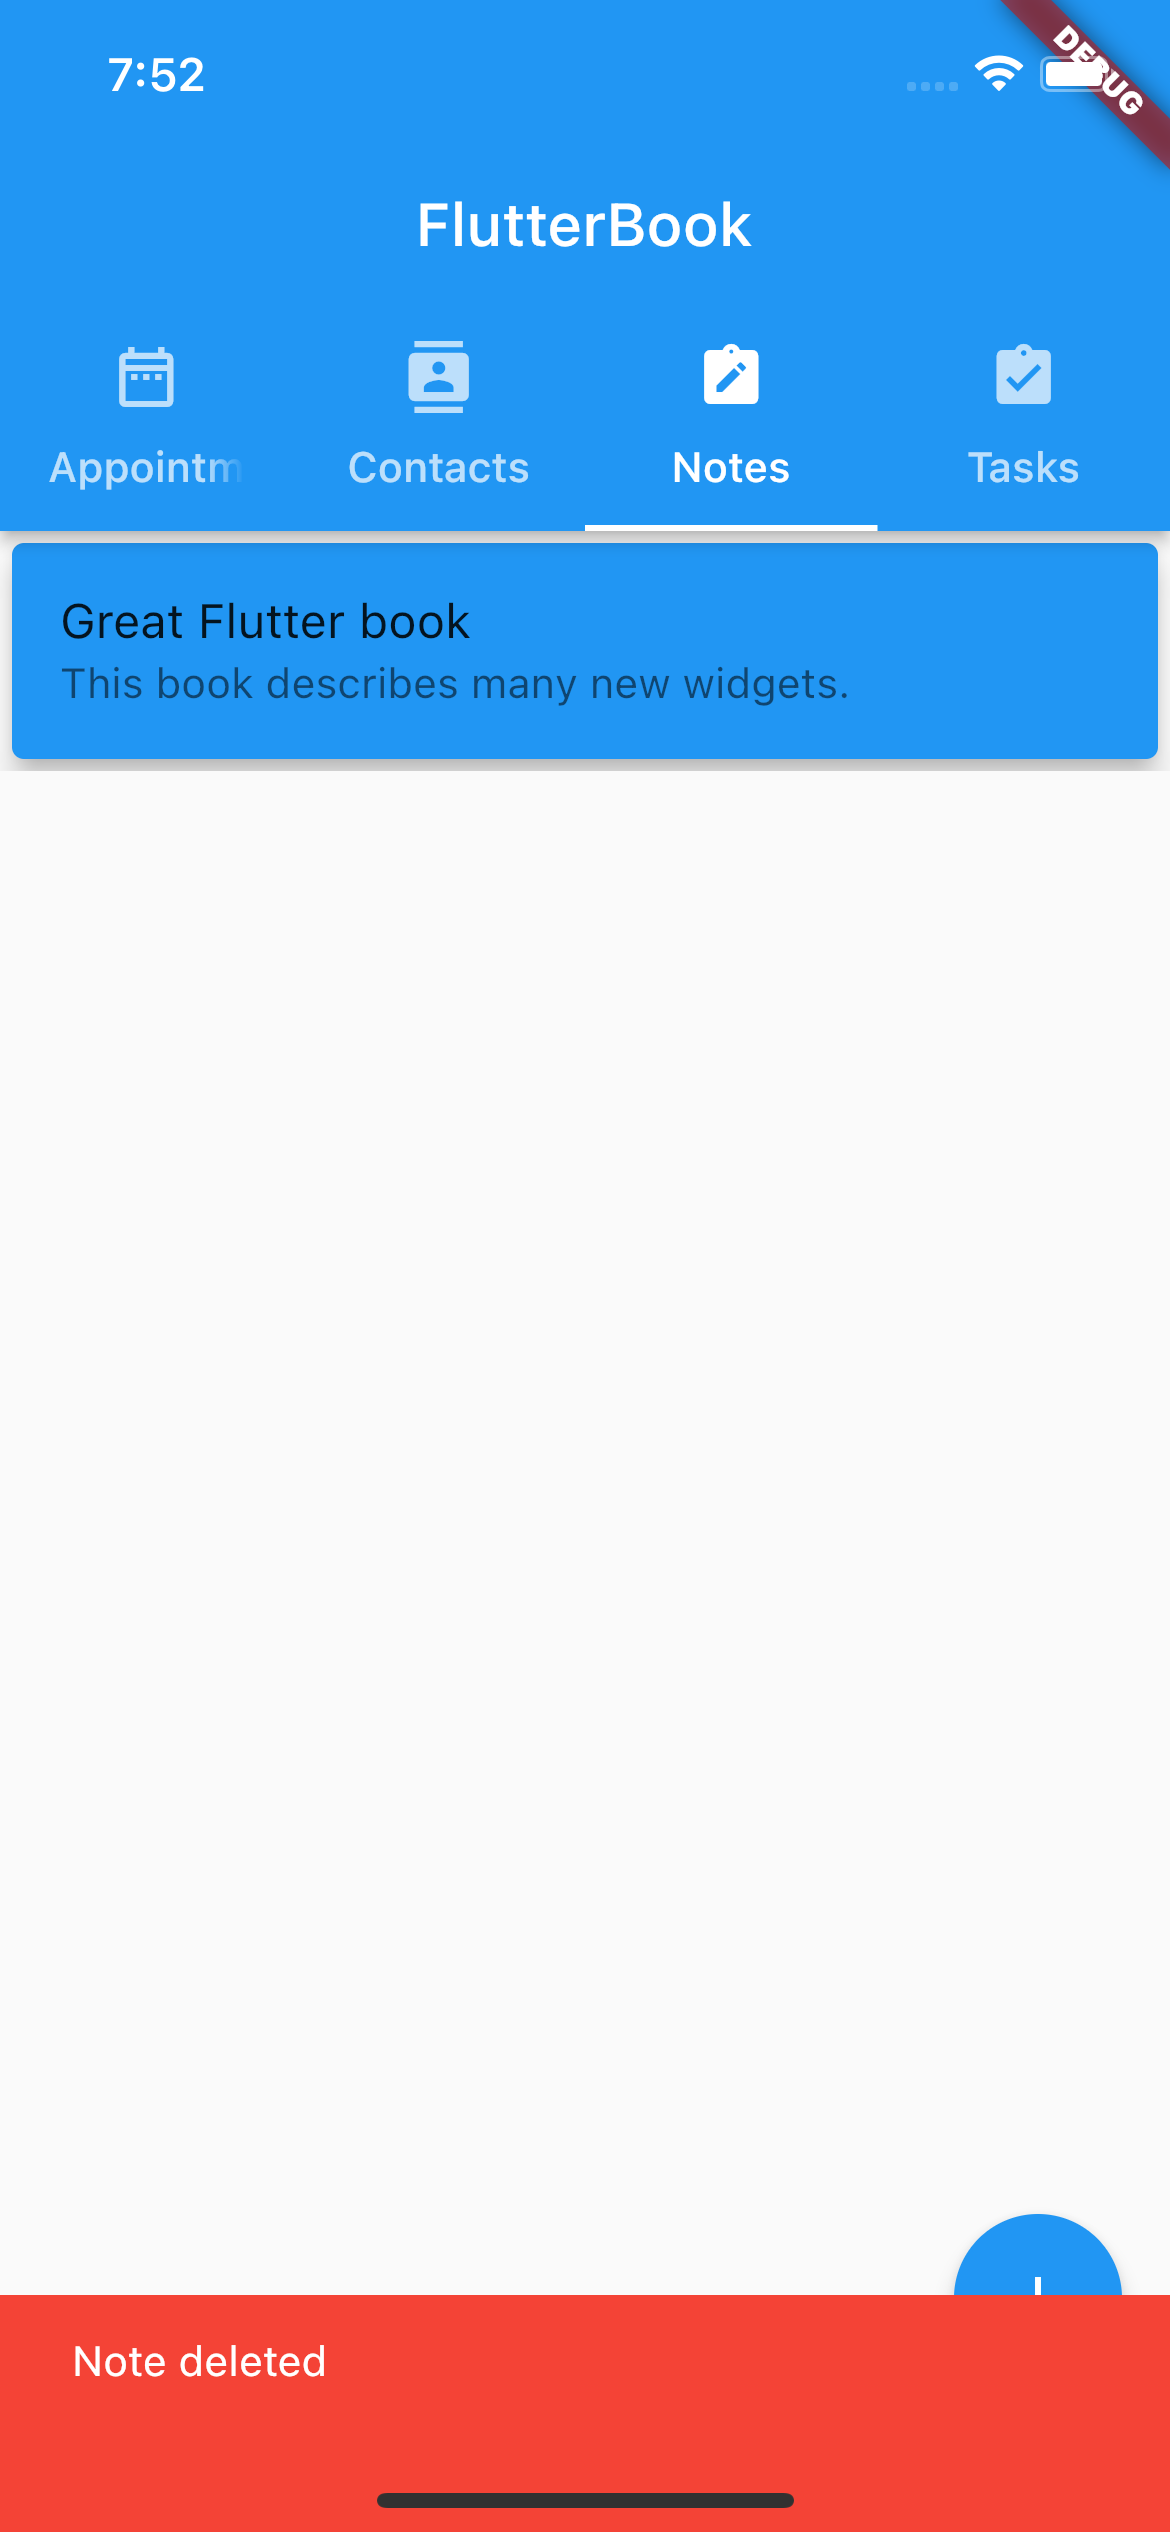 7:52
DEBUG
FlutterBook
Appointm
Contacts
Notes
Tasks
Great Flutter book
This book describes many new widgets.
Note deleted